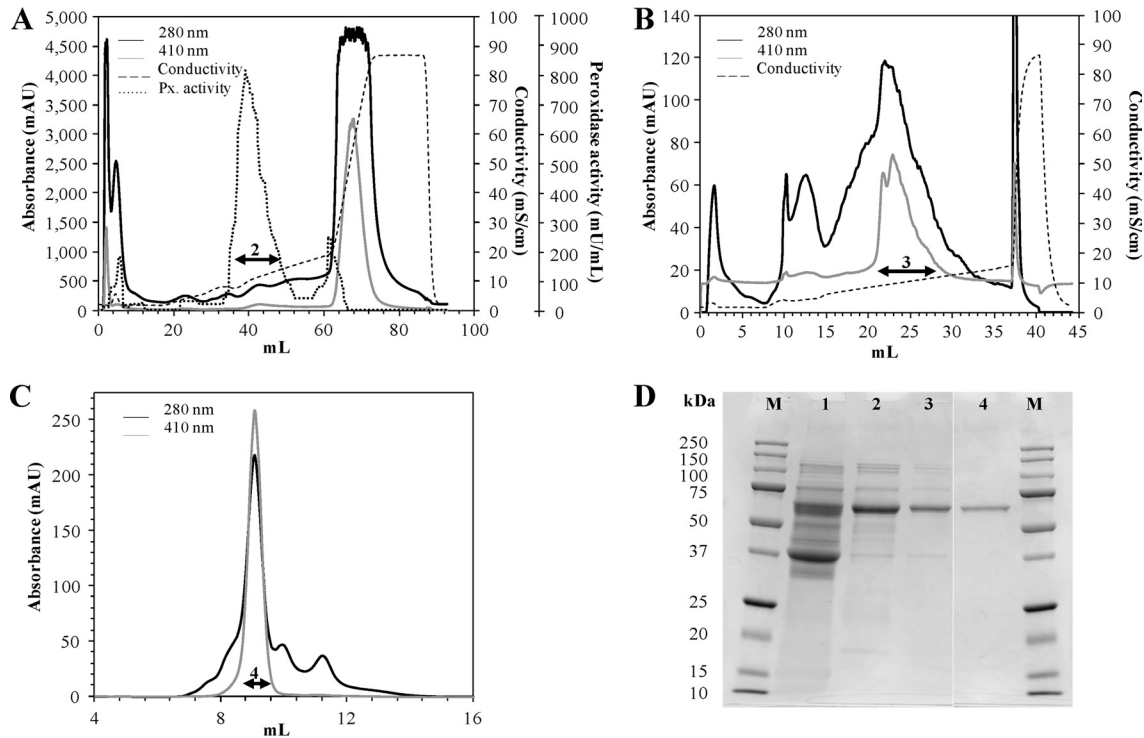 A
280 nm
410 nm
Conductivity
Px. activity
5,000
4,500
4,000
3,500
3,000
2,500
2,000
1,500
1,000
500
0
Absorbance (mAU)
0 20 40 60 80 100
mL
2
100
90
80
70
60
50
40
30
20
10
0
Conductivity (mS/cm)
1000
900
800
700
600
500
400
300
200
100
0
Peroxidase activity (mU/mL)
B
280 nm
410 nm
Conductivity
140
120
100
80
60
40
20
0
Absorbance (mAU)
0 5 10 15 20 25 30 35 40 45
mL
3
100
90
80
70
60
50
40
30
20
10
0
Conductivity (mS/cm)
C
280 nm
410 nm
250
200
150
100
50
0
Absorbance (mAU)
4 8 12 16
mL
4
D
kDa M 1 2 3 4 M
250
150
100
75
50
37
25
20
15
10